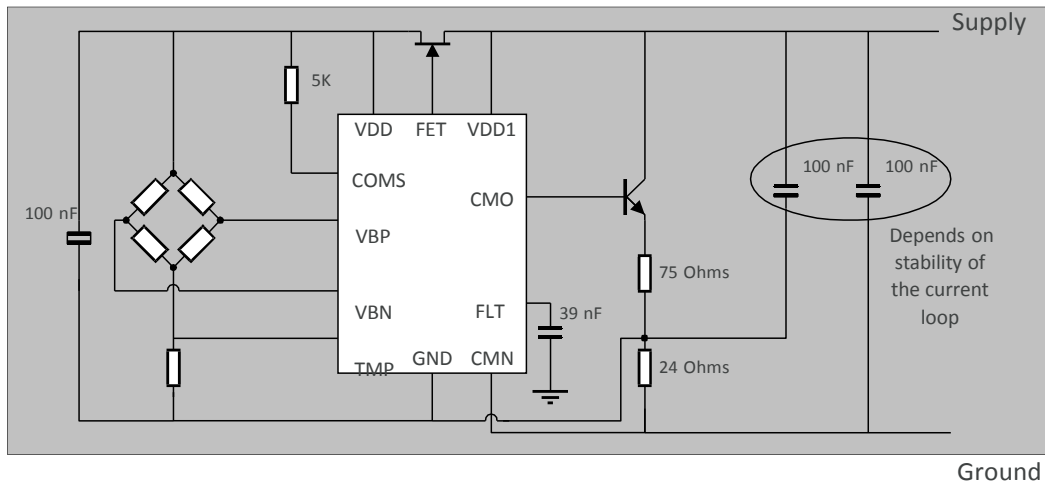 Supply
5K
VDD FET VDD1
COMS
CMO
100 nF 100 nF
100 nF
VBP
Depends on
stability of
the current
loop
75 Ohms
VBN FLT 39 nF
TMP GND CMN 24 Ohms
Ground